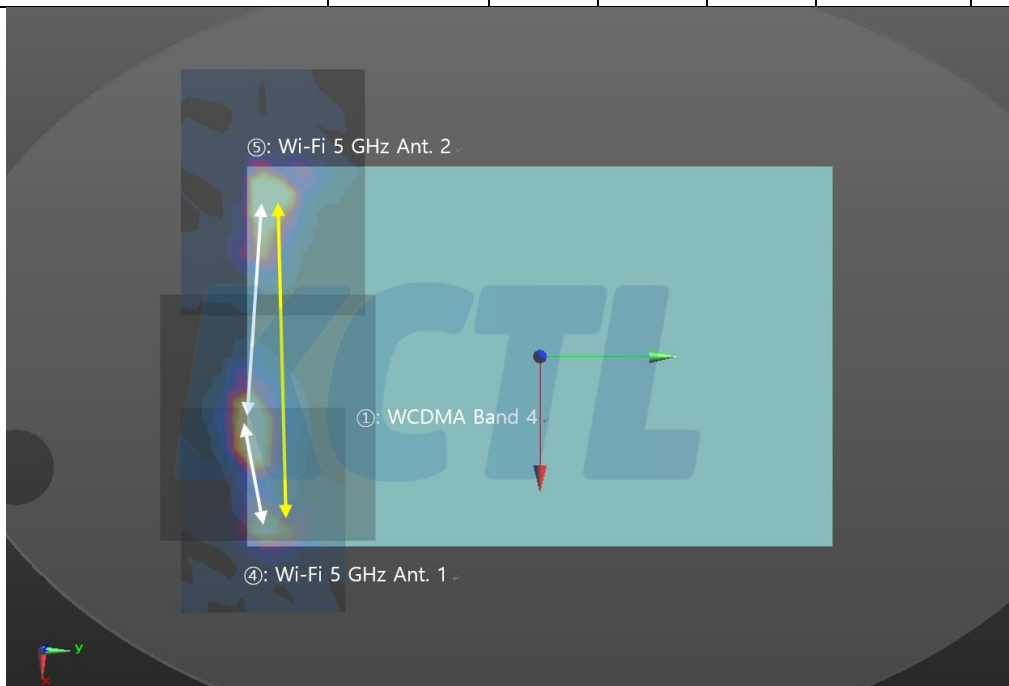 ⑤: Wi-Fi 5 GHz Ant. 2
KCTL
①: WCDMA Band 4
④: Wi-Fi 5 GHz Ant. 1
y
x